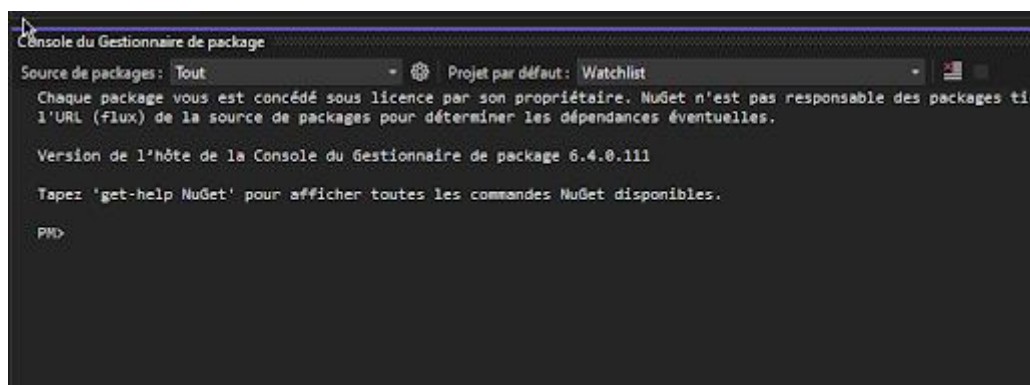 Console du Gestionnaire de package
Source de packages : Tout Projet par défaut : Watchlist
Chaque package vous est concédé sous licence par son propriétaire. NuGet n'est pas responsable des packages ti
l'URL (flux) de la source de packages pour déterminer les dépendances éventuelles.
Version de l'hôte de la Console du Gestionnaire de package 6.4.0.111
Tapez 'get-help NuGet' pour afficher toutes les commandes NuGet disponibles.
PM>